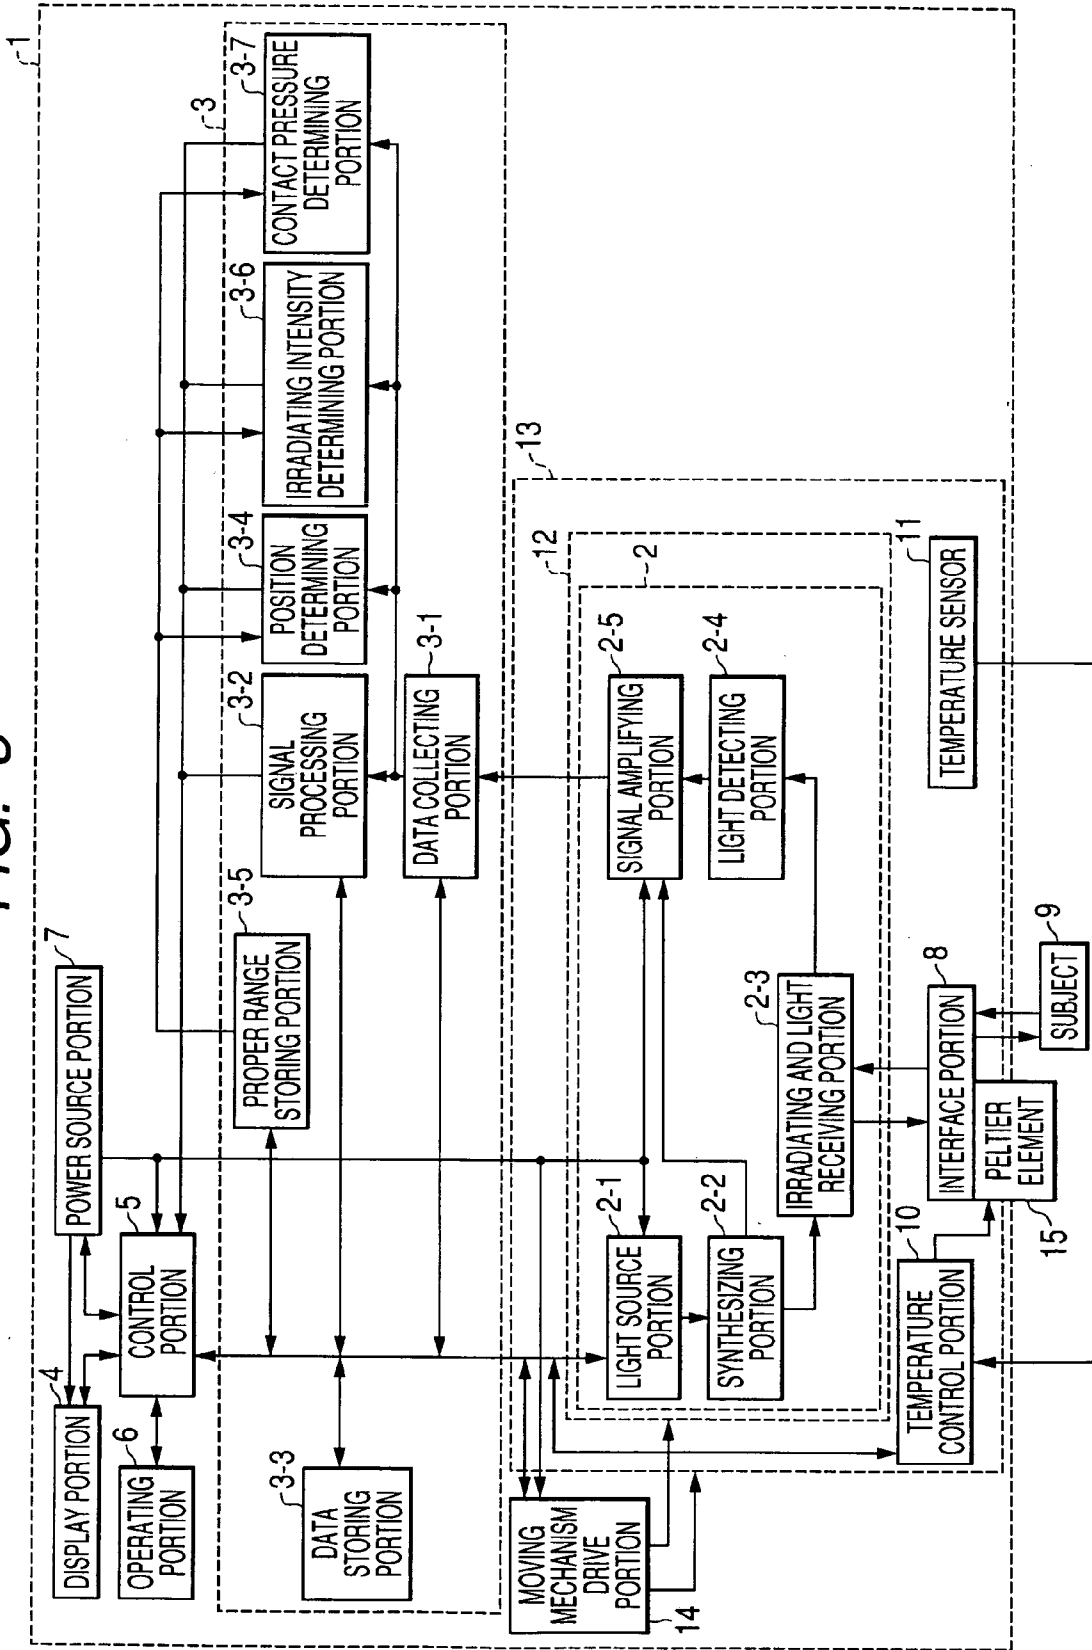 FIG.
1
DISPLAY PORTION
4
POWER SOURCE PORTION
7
OPERATING
PORTION
6
CONTROL
PORTION
5
3
PROPER RANGE
STORING PORTION
3-5
DATA
STORING
PORTION
3-3
SIGNAL
PROCESSING
PORTION
3-2
POSITION
DETERMINING
PORTION
3-4
IRRADIATING INTENSITY
DETERMINING PORTION
3-6
CONTACT PRESSURE
DETERMINING
PORTION
3-7
DATA COLLECTING
PORTION
3-1
MOVING
MECHANISM
DRIVE
PORTION
14
13
12
2
LIGHT SOURCE
PORTION
2-1
SIGNAL AMPLIFYING
PORTION
2-5
SYNTHESIZING
PORTION
2-2
LIGHT DETECTING
PORTION
2-4
IRRADIATING AND LIGHT
RECEIVING PORTION
2-3
TEMPERATURE
CONTROL PORTION
10
INTERFACE PORTION
8
TEMPERATURE SENSOR
11
PELTIER
ELEMENT
15
SUBJECT
9